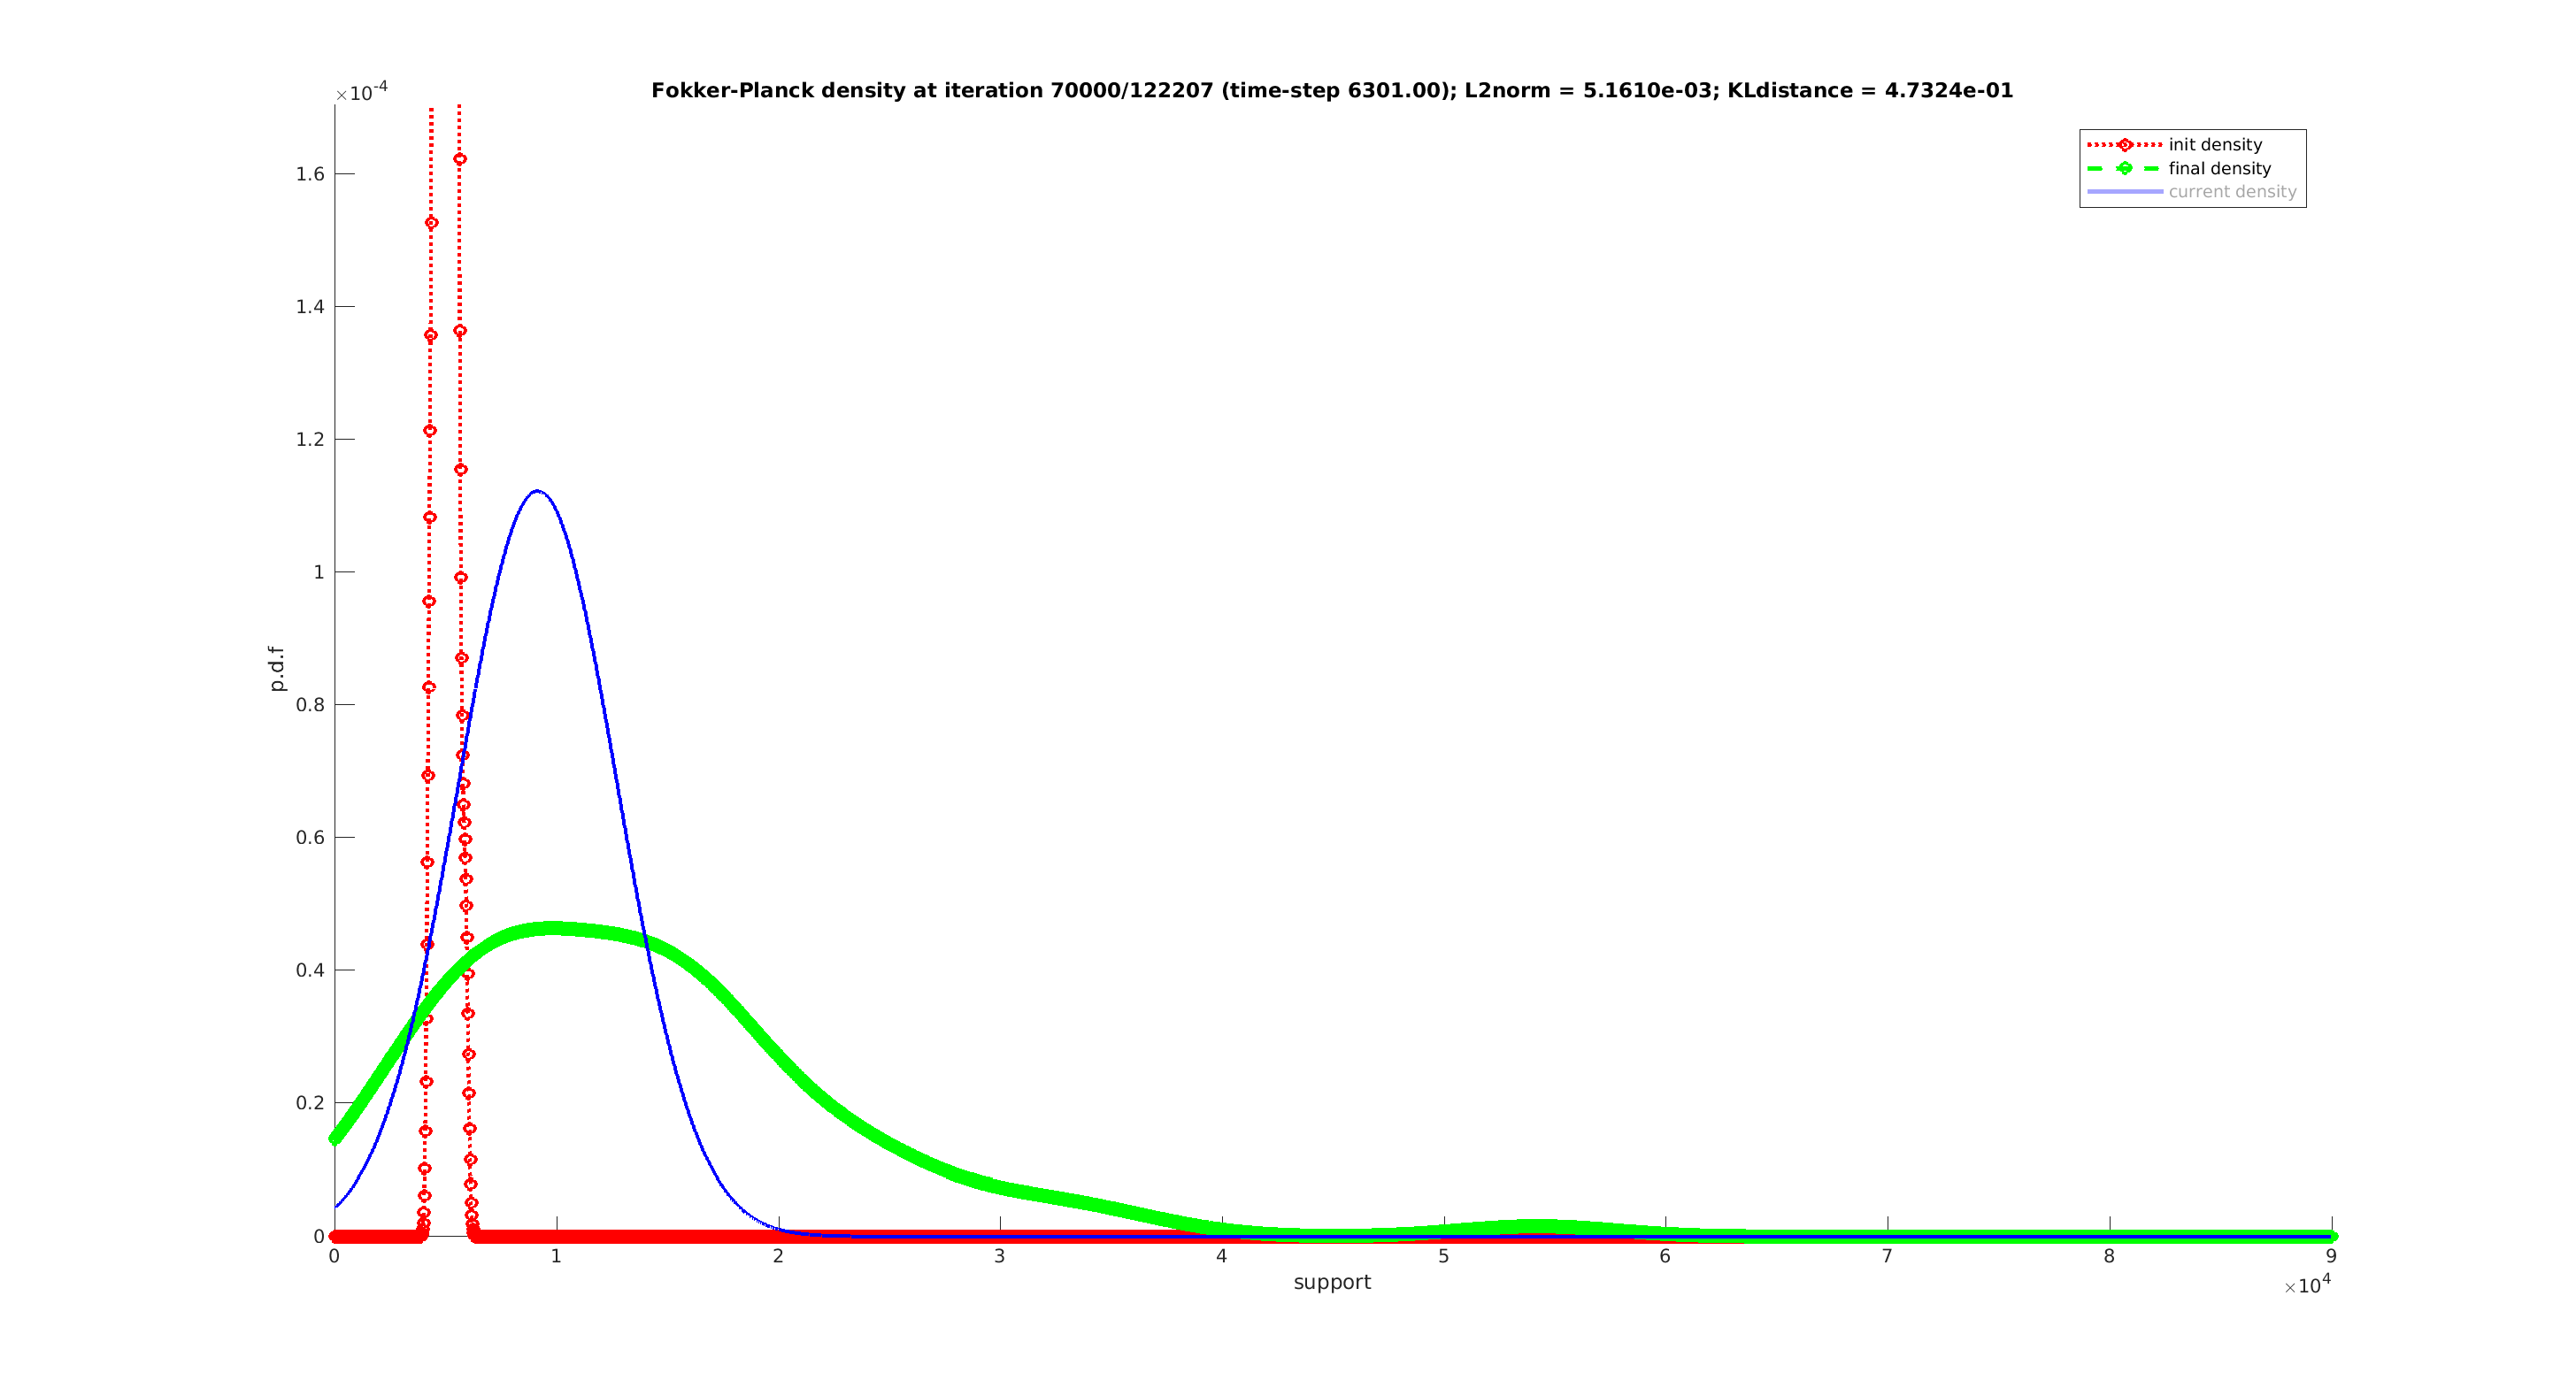 Fokker-Planck density at iteration 70000/122207 (time-step 6301.00); L2norm = 5.1610e-03; KLdistance = 4.7324e-01
×10-4
init density
final density
current density
1.6
1.4
1.2
1
0.8
0.6
0.4
0.2
0
p.d.f
0 1 2 3 4 5 6 7 8 9
support
×104